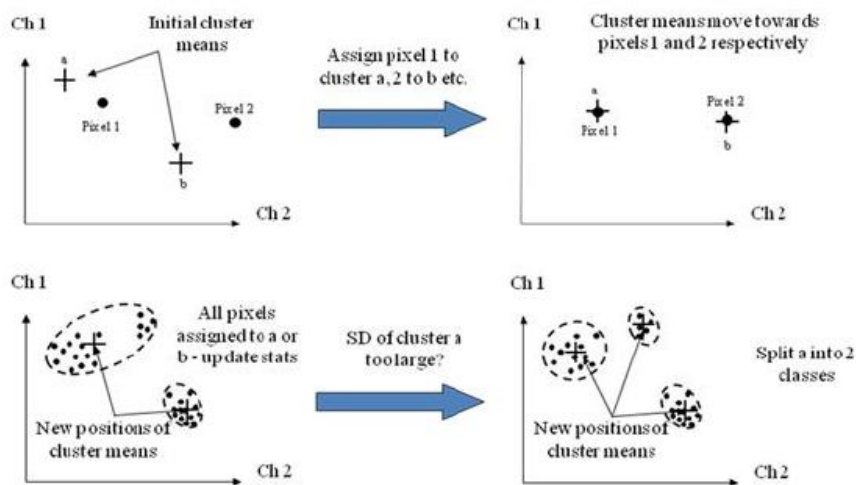 Ch 1
Initial cluster
means
a
Pixel 1
Pixel 2
b
Ch 2
Assign pixel 1 to
cluster a, 2 to b etc.
Ch 1
Cluster means move towards
pixels 1 and 2 respectively
a
Pixel 1
Pixel 2
b
Ch 2
Ch 1
All pixels
assigned to a or
b - update stats
New positions of
cluster means
Ch 2
SD of cluster a
too large?
Ch 1
Split a into 2
classes
New positions of
cluster means
Ch 2